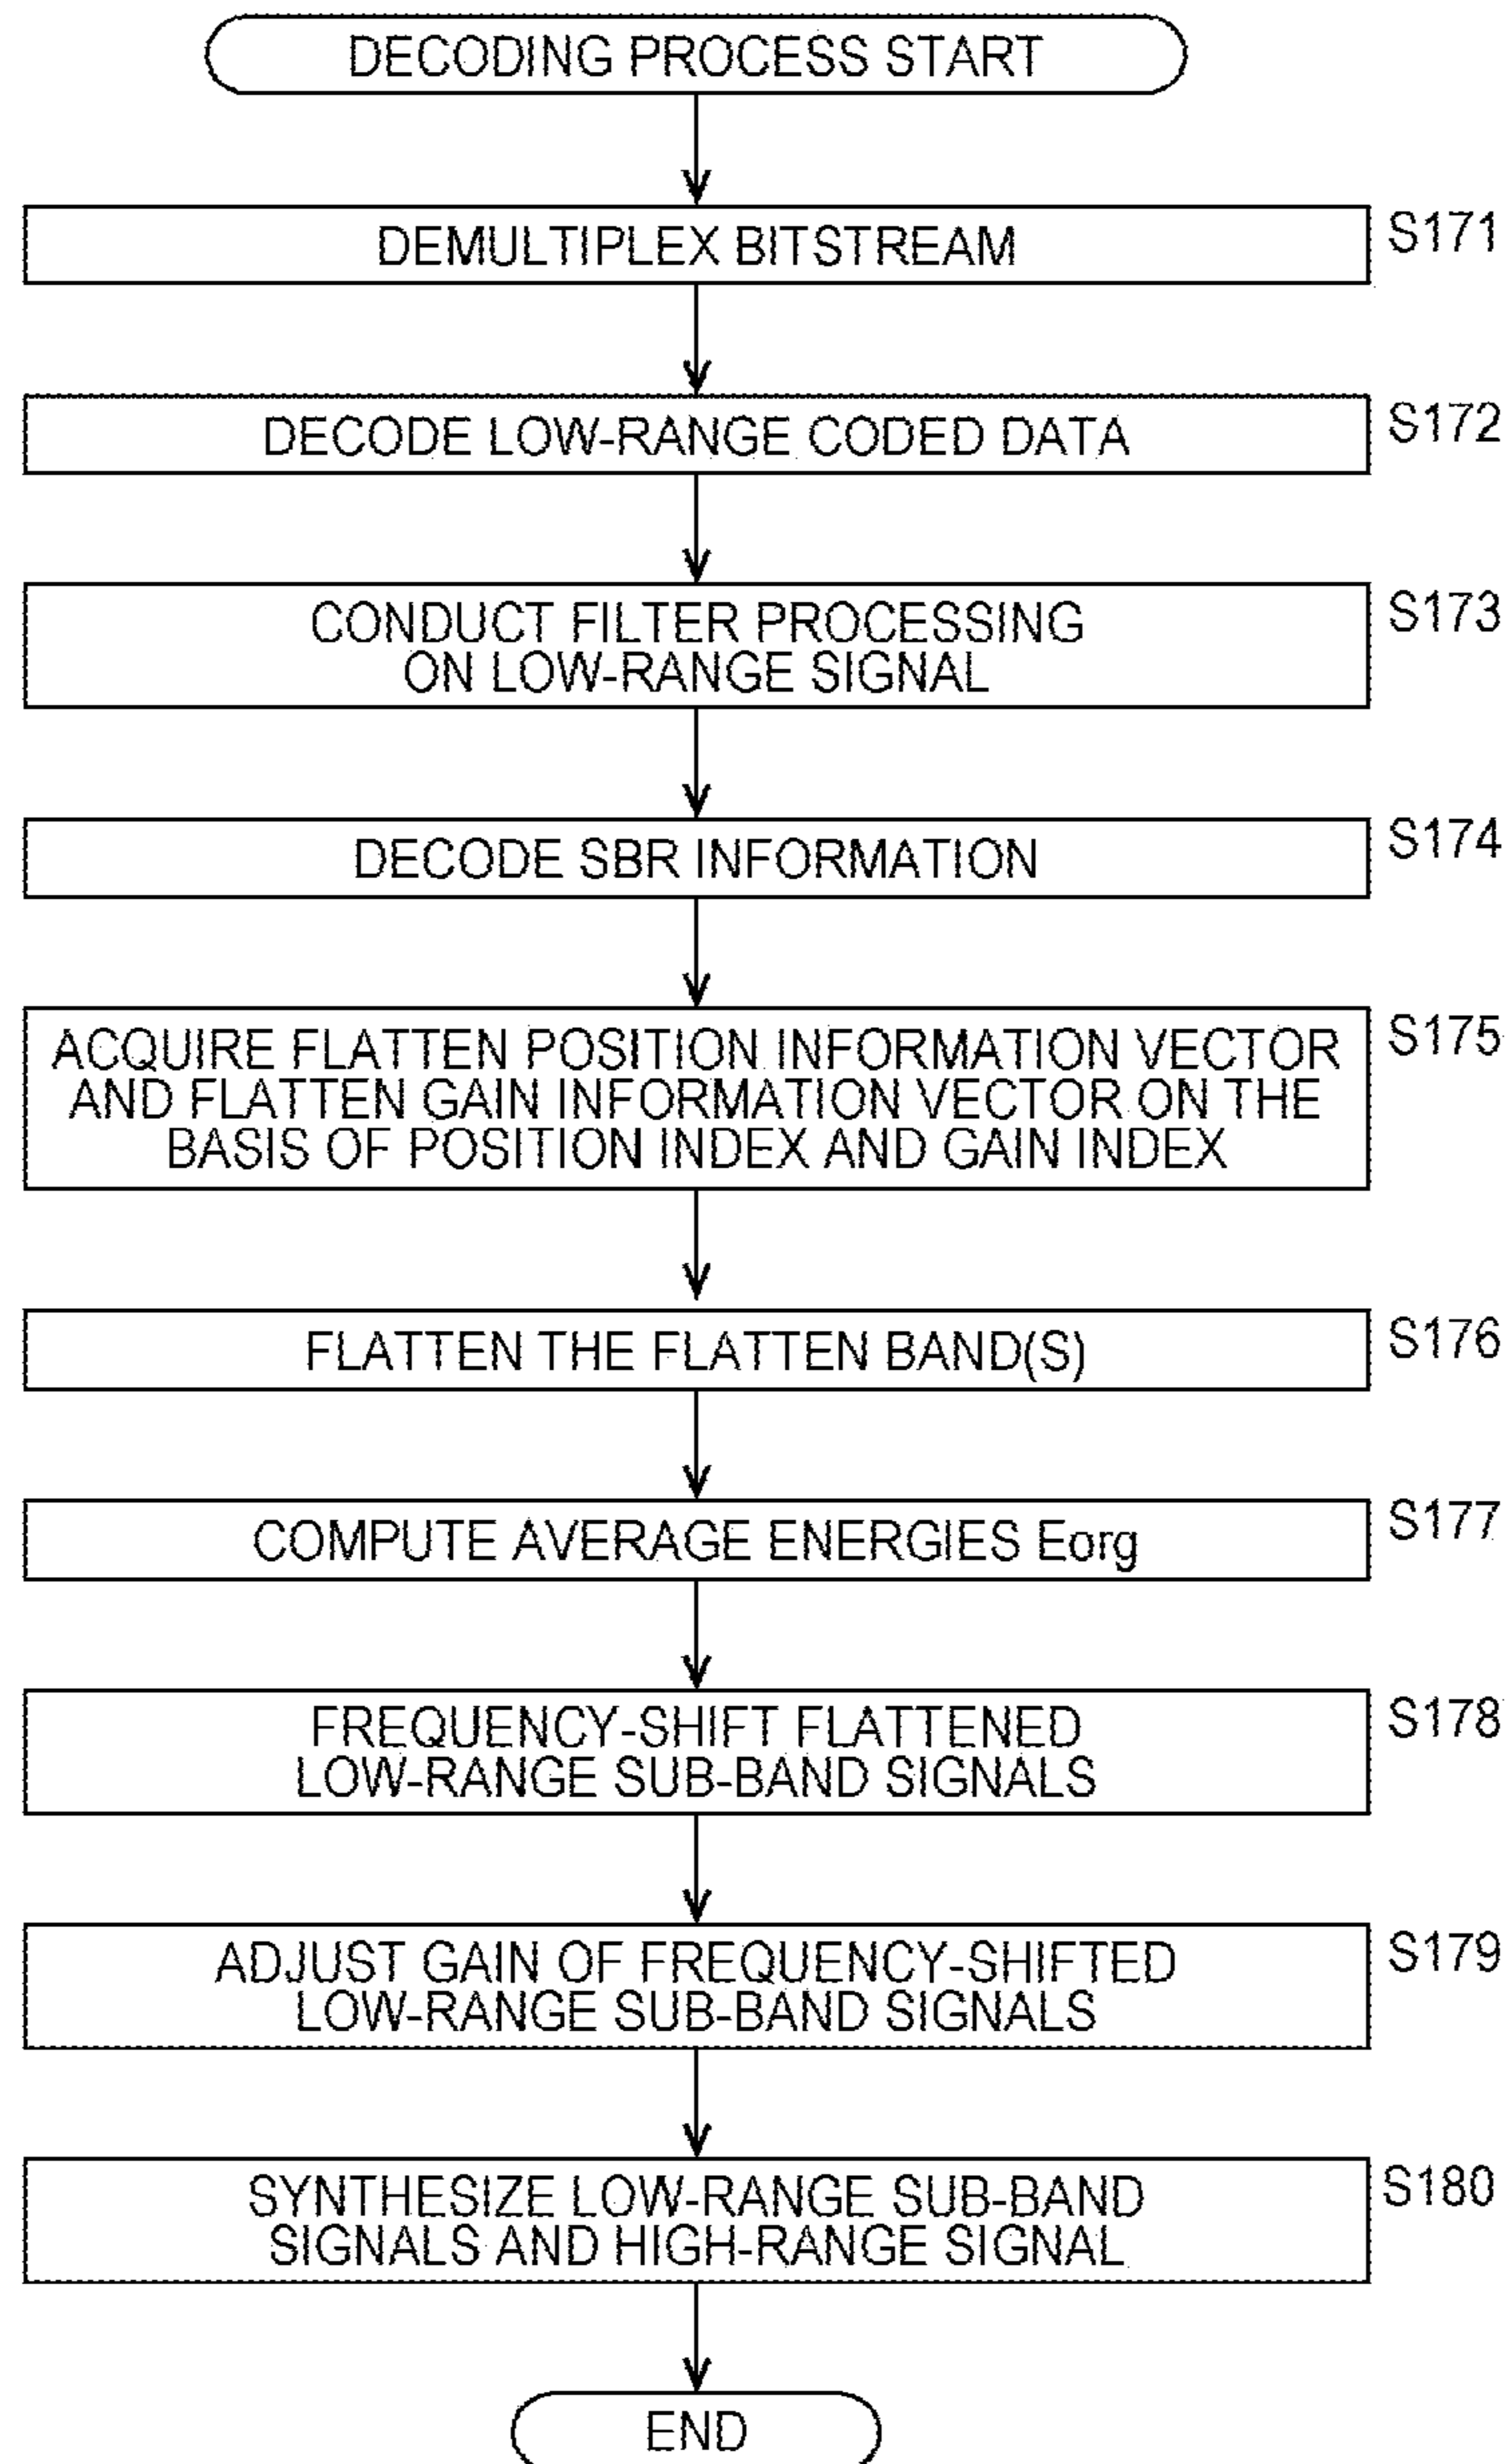 DECODING PROCESS START
DEMULTIPLEX BITSTREAM
S171
DECODE LOW-RANGE CODED DATA
S172
CONDUCT FILTER PROCESSING
ON LOW-RANGE SIGNAL
S173
DECODE SBR INFORMATION
S174
ACQUIRE FLATTEN POSITION INFORMATION VECTOR
AND FLATTEN GAIN INFORMATION VECTOR ON THE
BASIS OF POSITION INDEX AND GAIN INDEX
S175
FLATTEN THE FLATTEN BAND(S)
S176
COMPUTE AVERAGE ENERGIES Eorg
S177
FREQUENCY-SHIFT FLATTENED
LOW-RANGE SUB-BAND SIGNALS
S178
ADJUST GAIN OF FREQUENCY-SHIFTED
LOW-RANGE SUB-BAND SIGNALS
S179
SYNTHESIZE LOW-RANGE SUB-BAND
SIGNALS AND HIGH-RANGE SIGNAL
S180
END